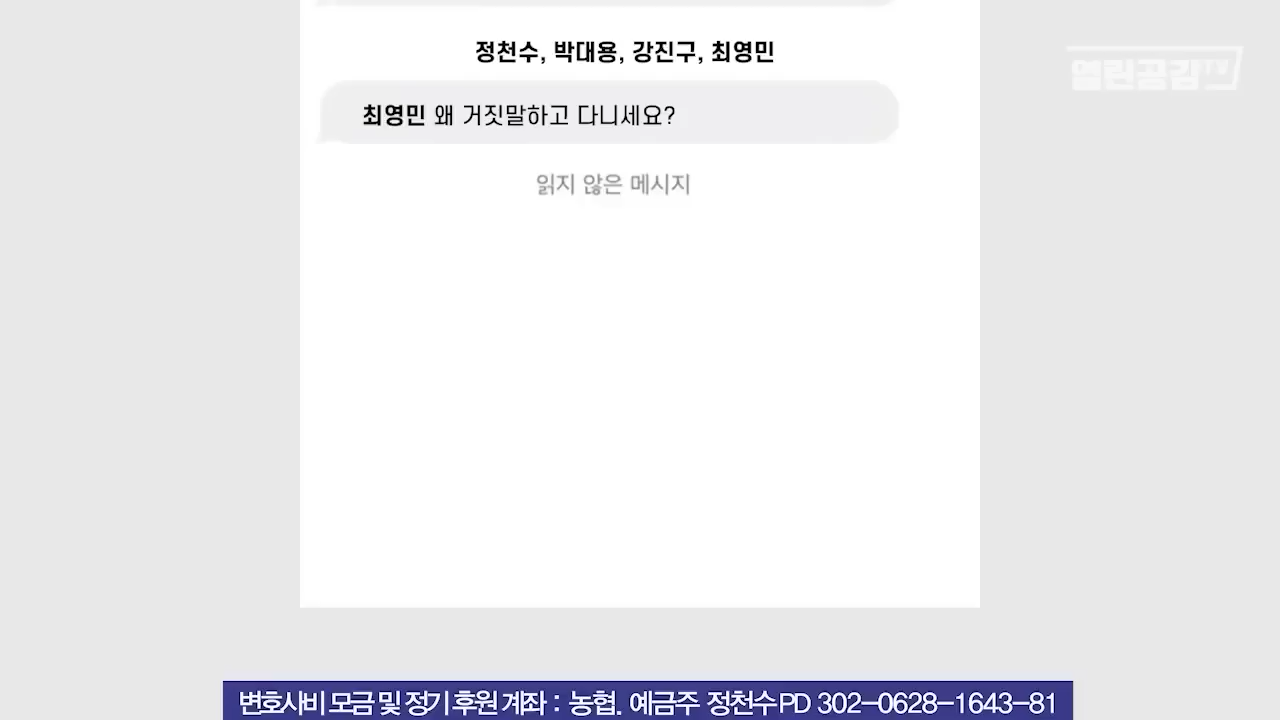 정천수, 박대용, 강진구, 최영민
열린공감TV
최영민 왜 거짓말하고 다니세요?
읽지 않은 메시지
변호사비 모금 및 정기 후원 계좌 : 농협. 예금주 정천수PD 302-0628-1643-81